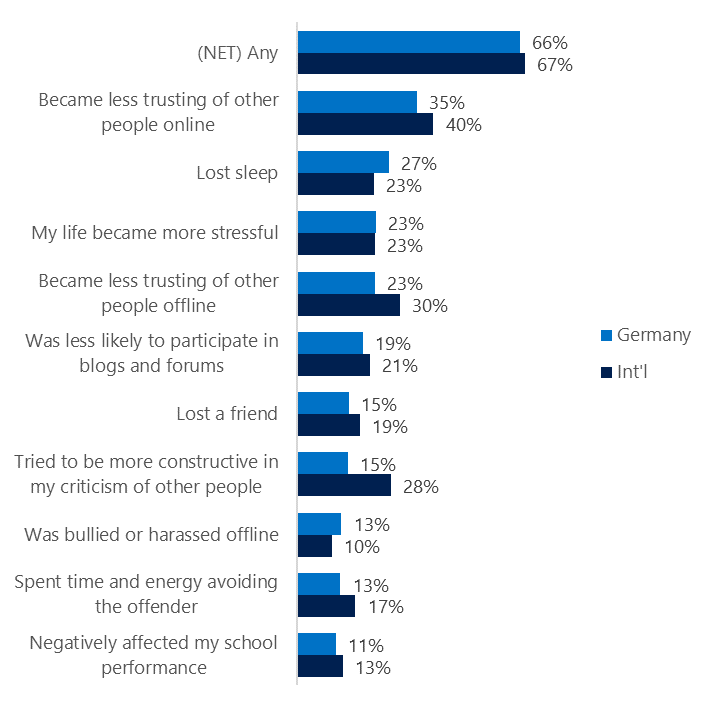 (NET) Any
66%
67%
Became less trusting of other
people online
35%
40%
Lost sleep
27%
23%
My life became more stressful
23%
23%
Became less trusting of other
people offline
23%
30%
Was less likely to participate in
blogs and forums
19%
21%
Germany
Int'l
Lost a friend
15%
19%
Tried to be more constructive in
my criticism of other people
15%
28%
Was bullied or harassed offline
13%
10%
Spent time and energy avoiding
the offender
13%
17%
Negatively affected my school
performance
11%
13%